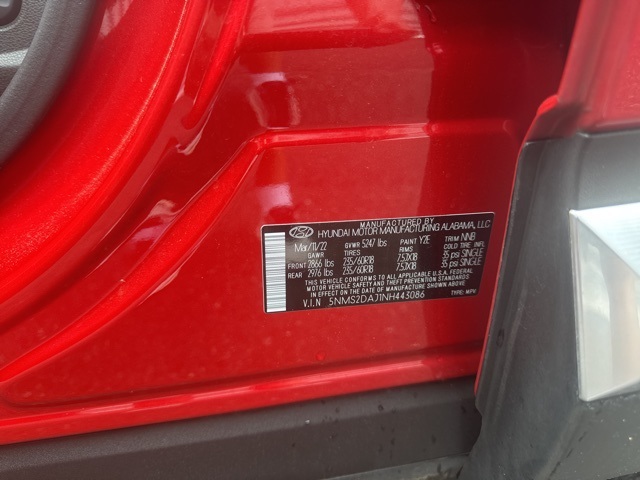 MANUFACTURED BY
HYUNDAI MOTOR MANUFACTURING ALABAMA, LLC
Mar/11/22 GVWR 5247 lbs PAINT Y2E TRIM NNB
GAWR TIRES RIMS COLD TIRE INFL.
FRONT 2866 lbs 235/60R18 7.5JX18 35 psi SINGLE
REAR 2976 lbs 235/60R18 7.5JX18 35 psi SINGLE
THIS VEHICLE CONFORMS TO ALL APPLICABLE U.S.A. FEDERAL
MOTOR VEHICLE SAFETY AND THEFT PREVENTION STANDARDS
IN EFFECT ON THE DATE OF MANUFACTURE SHOWN ABOVE.
V.I.N 5NMS2DAJ1NH443086 TYPE: MPV